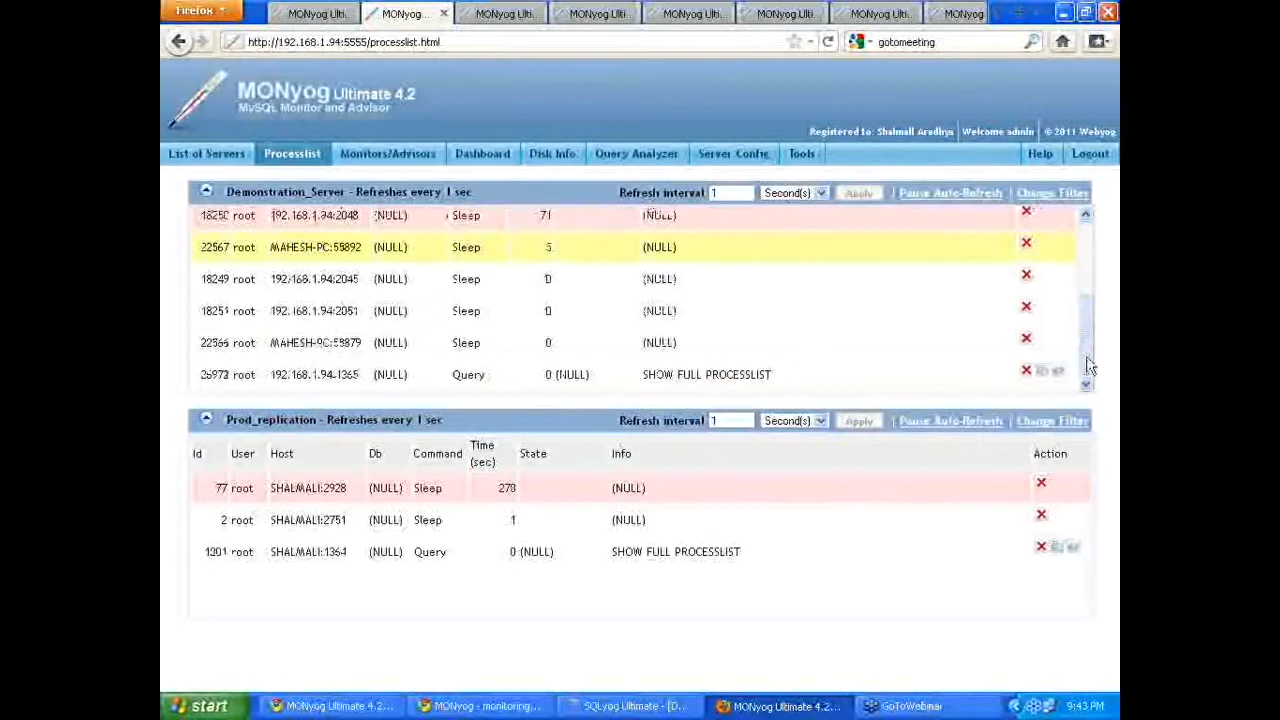 Firefox
MONyog Ulti... MONyog... MONyog Ulti... MONyog Ulti... MONyog Ulti... MONyog Ulti... MONyog Ulti... MONyog
http://192.168.1.94:5555/processlist.html gotomeeting
MONyog Ultimate 4.2
MySQL Monitor and Advisor
Registered to: Shalmali Aradhya | Welcome admin | © 2011 Webyog
List of Servers Processlist Monitors/Advisors Dashboard Disk Info Query Analyzer Server Config Tools Help Logout
Demonstration_Server - Refreshes every 1 sec Refresh interval 1 Second(s) Apply | Pause Auto-Refresh | Change Filter
18250 root 192.168.1.94:2048 (NULL) Sleep 71 (NULL)
22567 root MAHESH-PC:55892 (NULL) Sleep 5 (NULL)
18249 root 192.168.1.94:2045 (NULL) Sleep 0 (NULL)
18251 root 192.168.1.94:2051 (NULL) Sleep 0 (NULL)
22566 root MAHESH-PC:55879 (NULL) Sleep 0 (NULL)
root 192.168.1.94:1365 (NULL) Query 0 (NULL) SHOW FULL PROCESSLIST
Prod_replication - Refreshes every 1 sec Refresh interval 1 Second(s) Apply | Pause Auto-Refresh | Change Filter
Id User Host Db Command Time (sec) State Info Action
77 root SHALMALI:2928 (NULL) Sleep 278 (NULL)
2 root SHALMALI:2751 (NULL) Sleep 1 (NULL)
1201 root SHALMALI:1364 (NULL) Query 0 (NULL) SHOW FULL PROCESSLIST
start MONyog Ultimate 4.2... MONyog - monitoring... SQLyog Ultimate - [D... MONyog Ultimate 4.2... GoToWebinar 9:43 PM